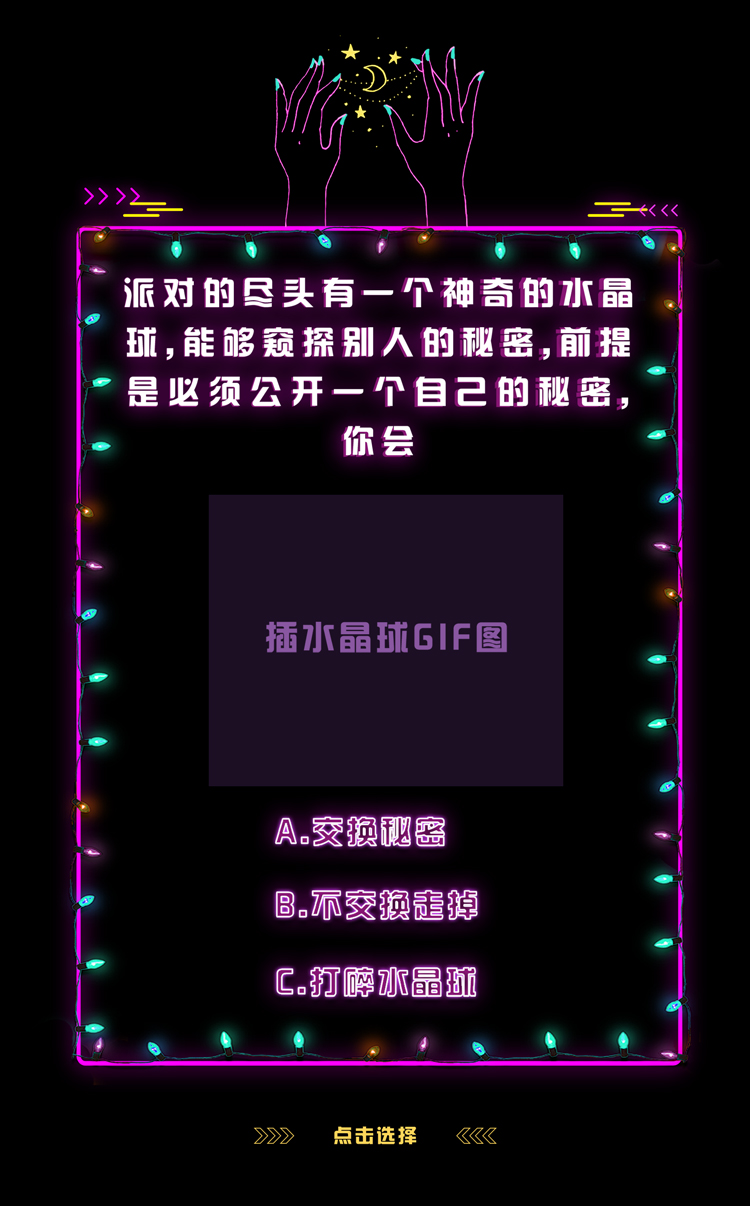 派对的尽头有一个神奇的水晶
球,能够窥探别人的秘密,前提
是必须公开一个自己的秘密,
你会
插水晶球GIF图
A.交换秘密
B.不交换走掉
C.打碎水晶球
点击选择